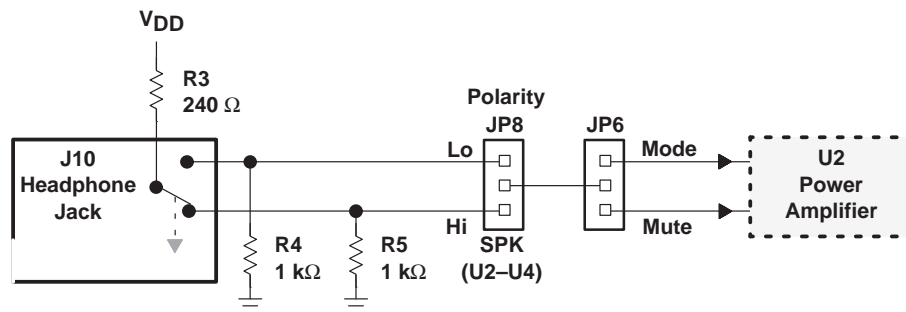 VDD
R3
240 Ω
Polarity
JP8
JP6
J10
Headphone
Jack
Lo
Mode
U2
Power
Amplifier
Hi
Mute
R4
1 kΩ
R5
1 kΩ
SPK
(U2–U4)